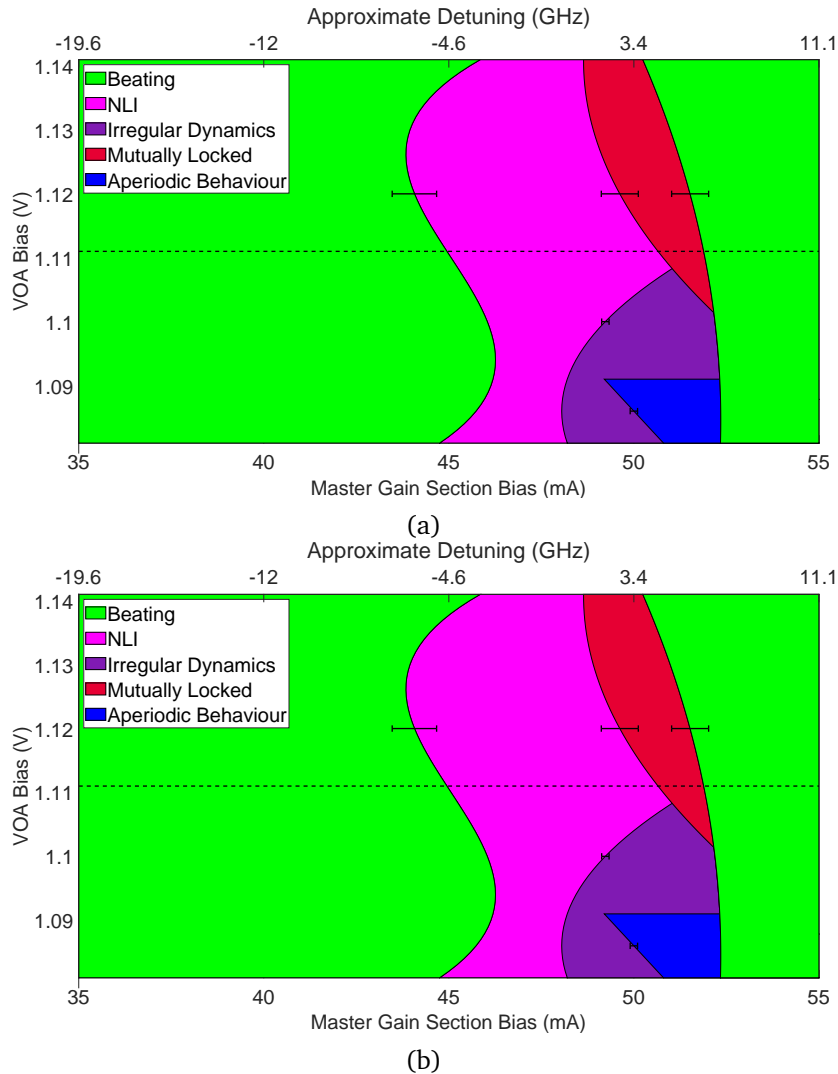 Approximate Detuning (GHz)
-19.6 -12 -4.6 3.4 11.1
1.14
Beating
NLI
1.13
Irregular Dynamics
Mutually Locked
Aperiodic Behaviour
1.12
VOA Bias (V)
1.11
1.1
1.09
35 40 45 50 55
Master Gain Section Bias (mA)
(a)
Approximate Detuning (GHz)
-19.6 -12 -4.6 3.4 11.1
1.14
Beating
NLI
1.13
Irregular Dynamics
Mutually Locked
Aperiodic Behaviour
1.12
VOA Bias (V)
1.11
1.1
1.09
35 40 45 50 55
Master Gain Section Bias (mA)
(b)